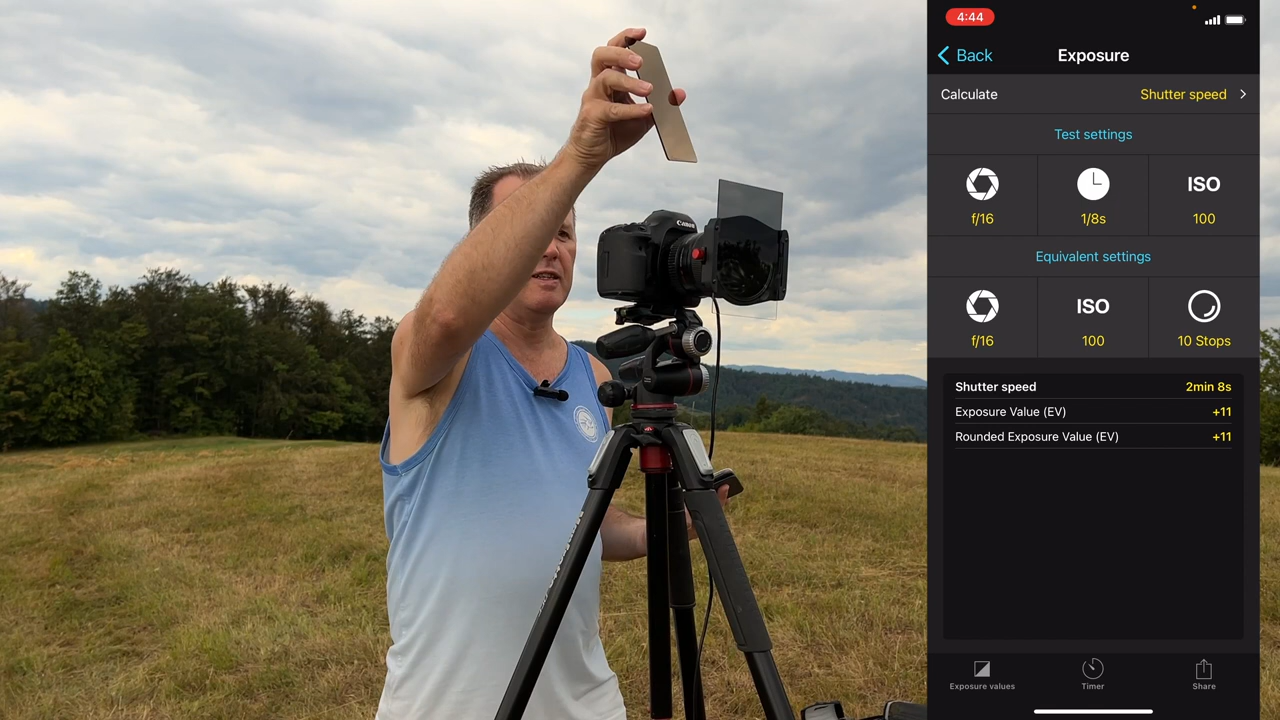 4:44
Back
Exposure
Calculate
Shutter speed
Test settings
ISO
f/16
1/8s
100
Equivalent settings
ISO
f/16
100
10 Stops
Shutter speed
2min 8s
Exposure Value (EV)
+11
Rounded Exposure Value (EV)
+11
Exposure values
Timer
Share
Canon